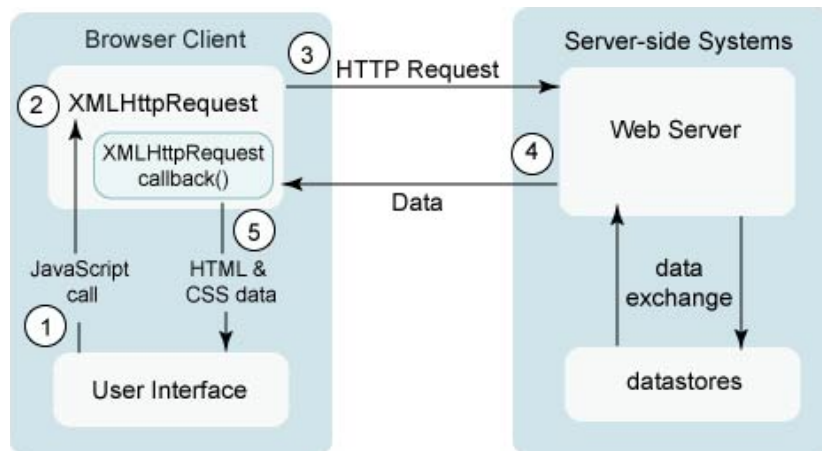 Browser Client
3
HTTP Request
2
XMLHttpRequest
XMLHttpRequest
callback()
5
JavaScript
call
HTML &
CSS data
1
User Interface
4
Data
Server-side Systems
Web Server
data
exchange
datastores